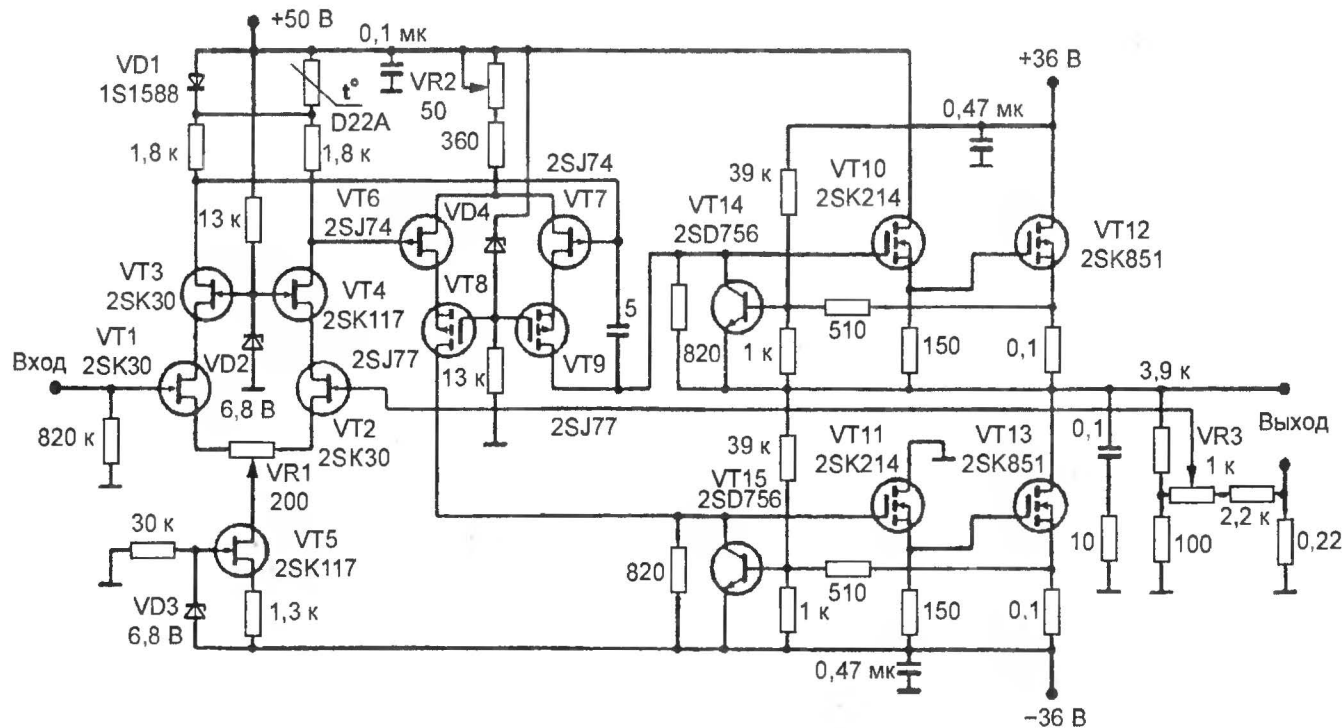 +50 В
0,1 мк
VD1
1S1588
t°
D22A
VR2
50
360
1,8 к
1,8 к
+36 В
0,47 мк
2SJ74
VT6
2SJ74
VD4
VT7
39 к
VT10
2SK214
VT14
2SD756
VT12
2SK851
13 к
VT3
2SK30
VT4
2SK117
VT8
VT9
5
820
1 к
510
150
0,1
VT1
2SK30
Вход
VD2
2SJ77
13 к
6,8 В
2SJ77
3,9 к
Выход
820 к
VT2
2SK30
VR1
200
39 к
VT11
2SK214
VT13
2SK851
0,1
VR3
1 к
VT15
2SD756
30 к
VT5
2SK117
2,2 к
10
100
0,22
820
510
VD3
6,8 В
1,3 к
1 к
150
0,1
0,47 мк
−36 В